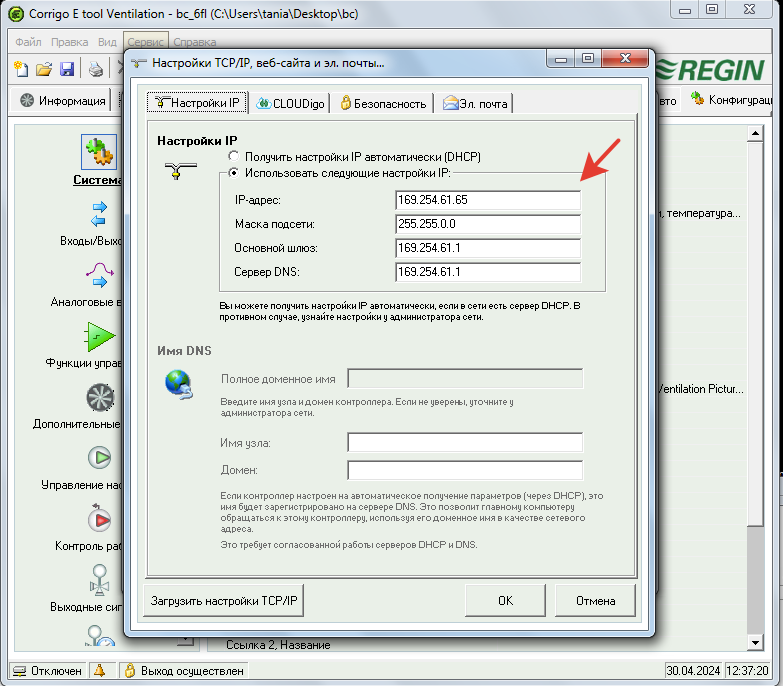 Corrigo E tool Ventilation - bc_6fl (C:\Users\tania\Desktop\bc)
Файл Правка Вид Сервис Справка
REGIN
Информация
вто
Конфигурац
Настройки TCP/IP, веб-сайта и эл. почты...
Настройки IP
CLOUDigo
Безопасность
Эл. почта
Настройки IP
Получить настройки IP автоматически (DHCP)
Использовать следующие настройки IP:
IP-адрес: 169.254.61.65
Маска подсети: 255.255.0.0
Основной шлюз: 169.254.61.1
Сервер DNS: 169.254.61.1
Вы можете получить настройки IP автоматически, если в сети есть сервер DHCP. В
противном случае, узнайте настройки у администратора сети.
Имя DNS
Полное доменное имя
Введите имя узла и домен контроллера. Если не уверены, уточните у
администратора сети.
Имя узла:
Домен:
Если контроллер настроен на автоматическое получение параметров (через DHCP), это
имя будет зарегистрировано на сервере DNS. Это позволит главному компьютеру
обращаться к этому контроллеру, используя его доменное имя в качестве сетевого
адреса.
Это требует согласованной работы серверов DHCP и DNS.
Загрузить настройки TCP/IP
OK
Отмена
Система
Входы/Выхо
Аналоговые в
Функции управ
Дополнительные
Управление нас
Контроль раб
Выходные сиг
, температура...
/entilation Pictur...
Ссылка 2, Название
Отключен
Выход осуществлен
30.04.2024 12:37:20